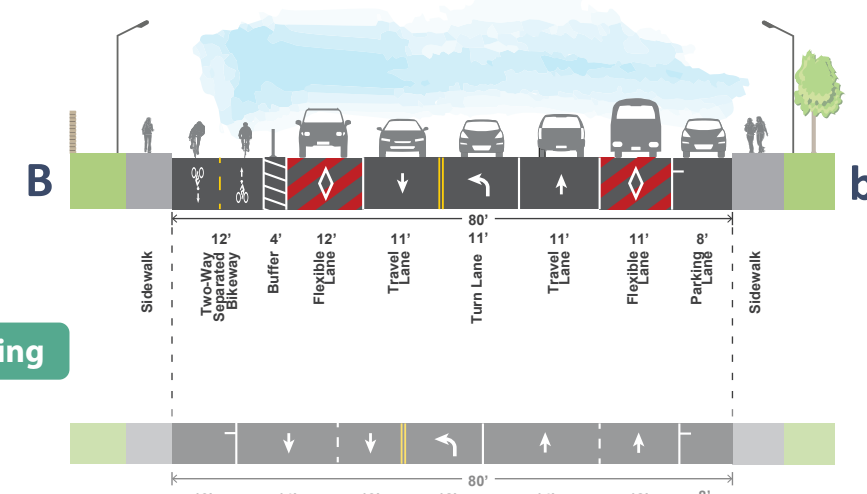 B
b
80'
12'
4'
12'
11'
11'
11'
11'
8'
Sidewalk
Two-Way
Separated
Bikeway
Buffer
Flexible
Lane
Travel
Lane
Turn Lane
Travel
Lane
Flexible
Lane
Parking
Lane
Sidewalk
ing
80'
8'